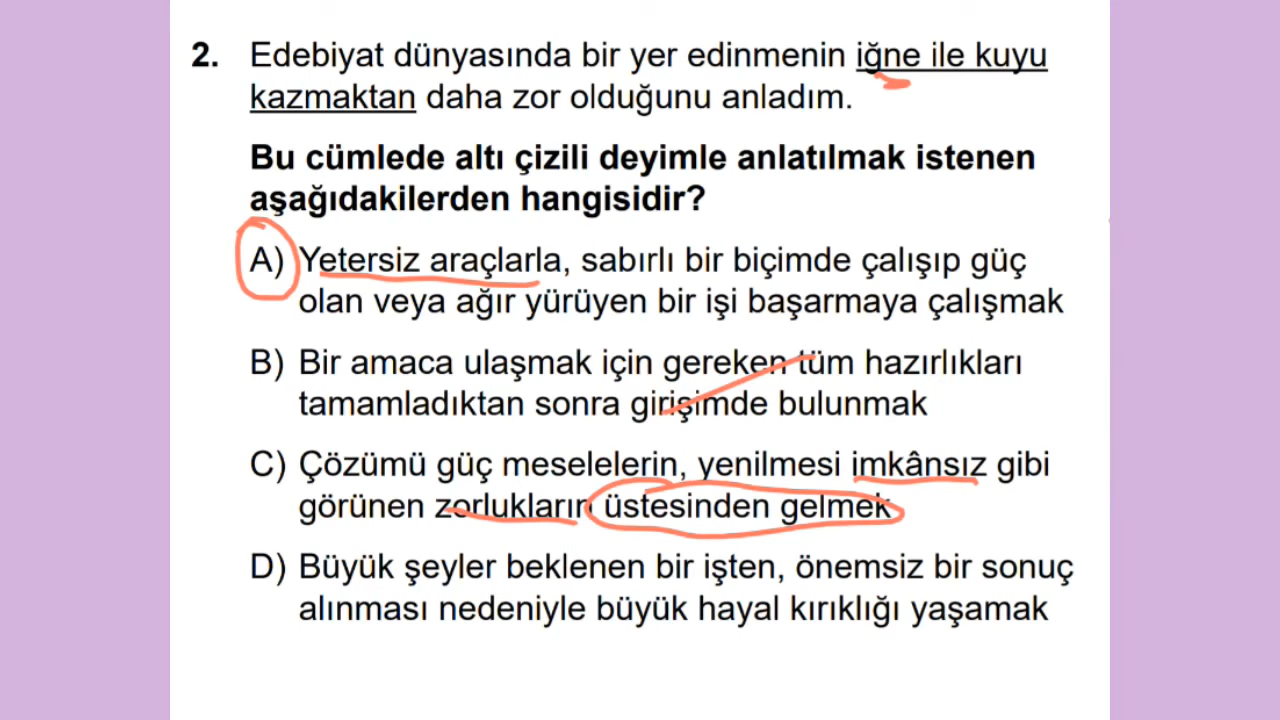 2. Edebiyat dünyasında bir yer edinmenin iğne ile kuyu
kazmaktan daha zor olduğunu anladım.
Bu cümlede altı çizili deyimle anlatılmak istenen
aşağıdakilerden hangisidir?
A) Yetersiz araçlarla, sabırlı bir biçimde çalışıp güç
olan veya ağır yürüyen bir işi başarmaya çalışmak
B) Bir amaca ulaşmak için gereken tüm hazırlıkları
tamamladıktan sonra girişimde bulunmak
C) Çözümü güç meselelerin, yenilmesi imkânsız gibi
görünen zorlukların üstesinden gelmek
D) Büyük şeyler beklenen bir işten, önemsiz bir sonuç
alınması nedeniyle büyük hayal kırıklığı yaşamak